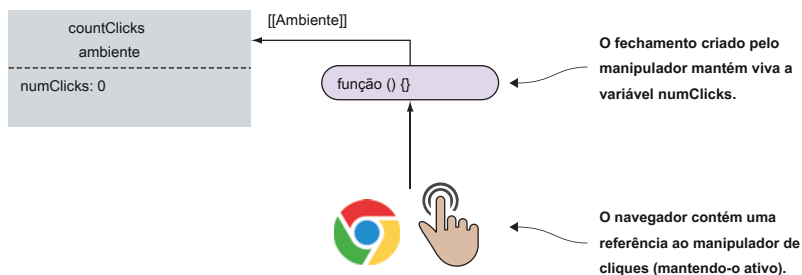 countClicks
ambiente
numClicks: 0
[[Ambiente]]
função () {}
O fechamento criado pelo
manipulador mantém viva a
variável numClicks.
O navegador contém uma
referência ao manipulador de
cliques (mantendo-o ativo).